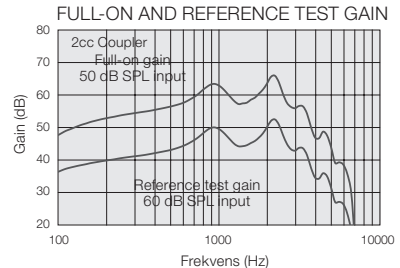 FULL-ON AND REFERENCE TEST GAIN
80
70
60
50
40
30
20
Gain (dB)
2cc Coupler
Full-on gain
50 dB SPL input
Reference test gain
60 dB SPL input
100
1000
10000
Frekvens (Hz)